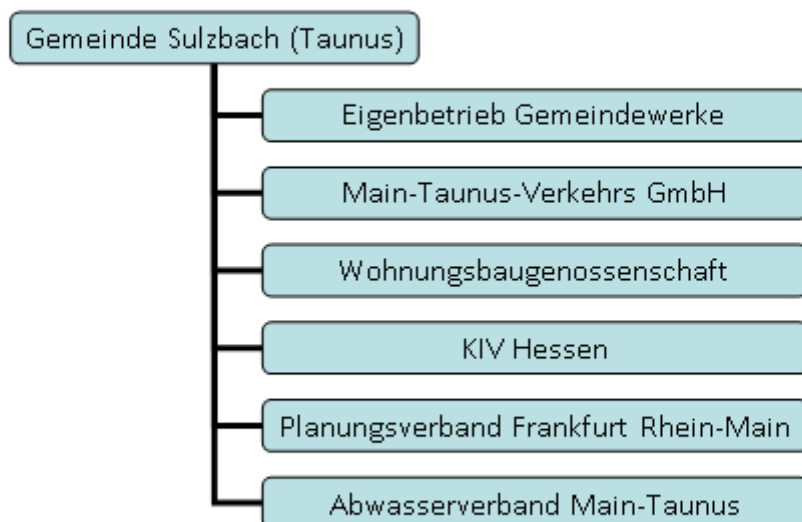 Gemeinde Sulzbach (Taunus)
Eigenbetrieb Gemeindewerke
Main-Taunus-Verkehrs GmbH
Wohnungsbaugenossenschaft
KIV Hessen
Planungsverband Frankfurt Rhein-Main
Abwasserverband Main-Taunus